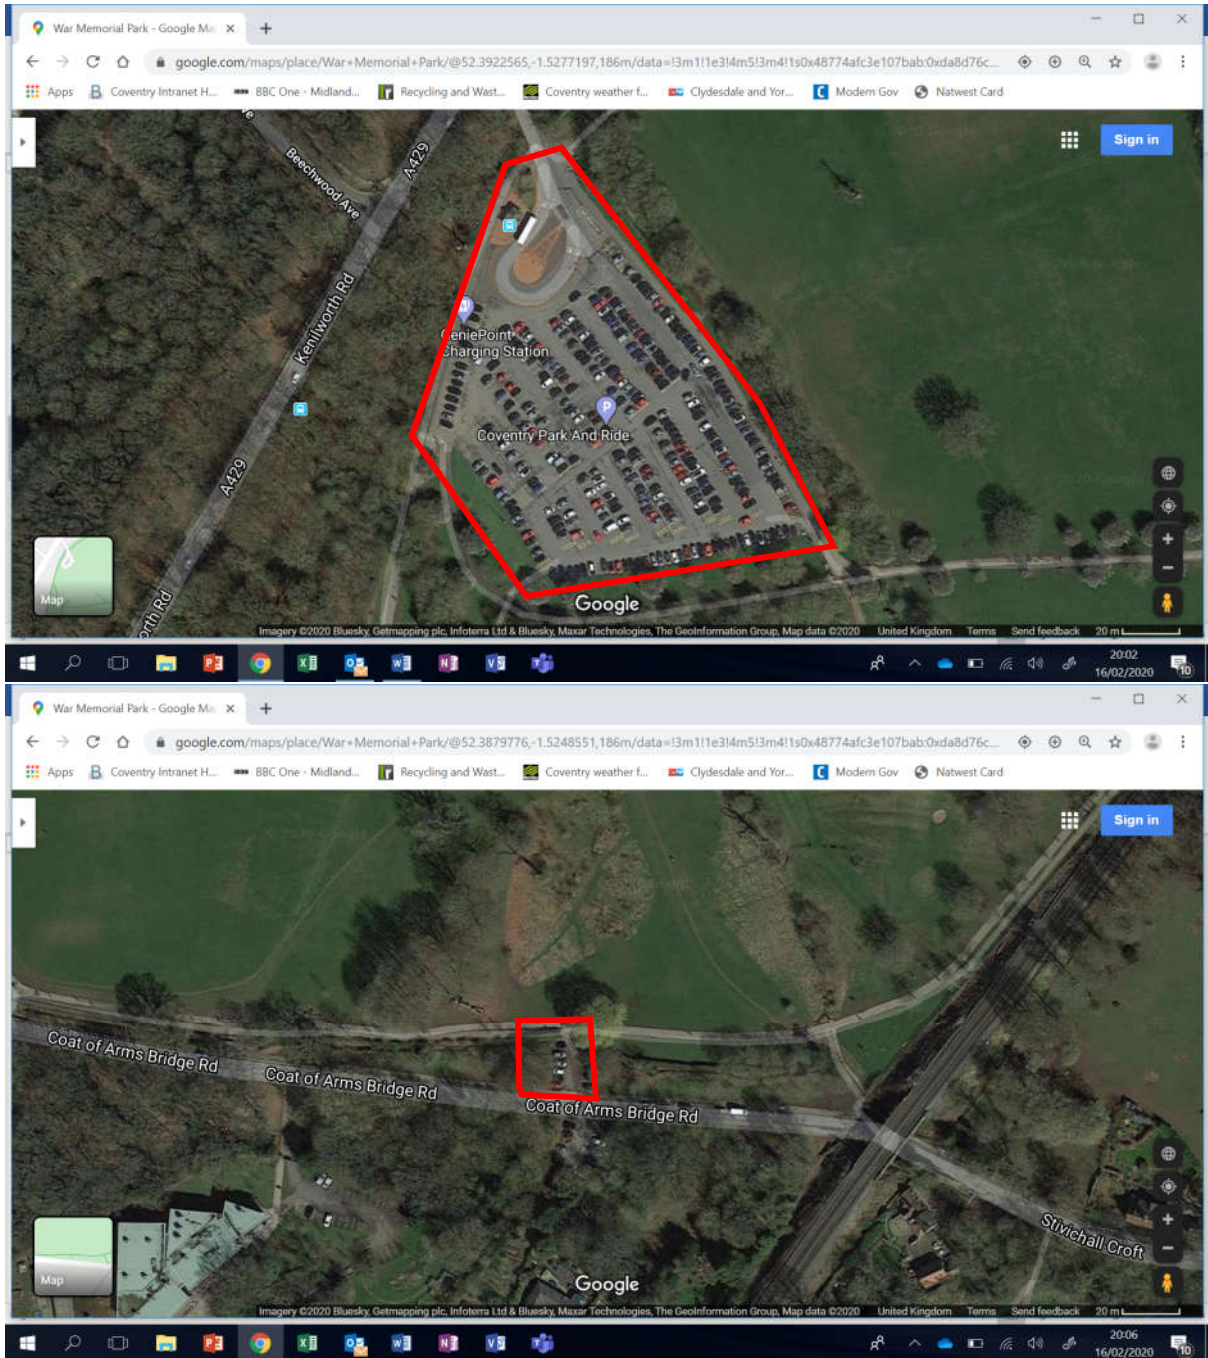 War Memorial Park - Google Ma
google.com/maps/place/War+Memorial+Park/@52.3922565,-1.5277197,186m/data=!3m1!1e3!4m5!3m4!1s0x48774afc3e107bab:0xda8d76c...
Apps Coventry Intranet H... BBC One - Midland... Recycling and Wast... Coventry weather f... Clydesdale and Yor... Modern Gov Natwest Card
Sign in
Beechwood Ave
A429
Kenilworth Rd
GeniePoint
Charging Station
P
Coventry Park And Ride
A429
orth Rd
Map
Google
Imagery ©2020 Bluesky, Getmapping plc, Infoterra Ltd & Bluesky, Maxar Technologies, The GeoInformation Group, Map data ©2020 United Kingdom Terms Send feedback 20 m
20:02
16/02/2020
War Memorial Park - Google Ma
google.com/maps/place/War+Memorial+Park/@52.3879776,-1.5248551,186m/data=!3m1!1e3!4m5!3m4!1s0x48774afc3e107bab:0xda8d76c...
Apps Coventry Intranet H... BBC One - Midland... Recycling and Wast... Coventry weather f... Clydesdale and Yor... Modern Gov Natwest Card
Sign in
Coat of Arms Bridge Rd
Coat of Arms Bridge Rd
Coat of Arms Bridge Rd
Stivichall Croft
Map
Google
Imagery ©2020 Bluesky, Getmapping plc, Infoterra Ltd & Bluesky, Maxar Technologies, The GeoInformation Group, Map data ©2020 United Kingdom Terms Send feedback 20 m
20:06
16/02/2020